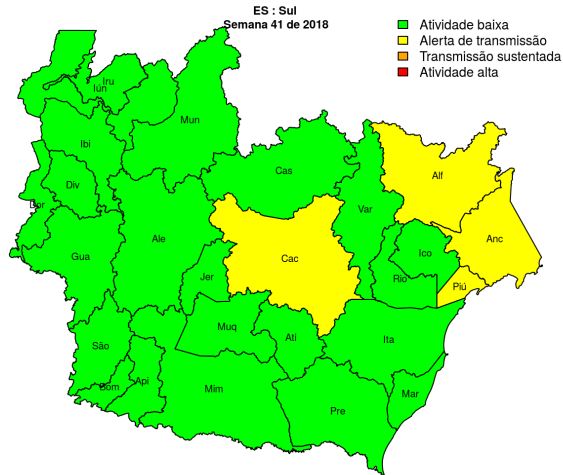 ES : Sul
Semana 41 de 2018
Atividade baixa
Alerta de transmissão
Transmissão sustentada
Atividade alta
Iru
Iún
Mun
Ibi
Cas
Alf
Div
Dor
Var
Ale
Anc
Gua
Cac
Ico
Jer
Rio
Piú
Muq
Ati
Ita
São
Api
Bom
Mim
Mar
Pre